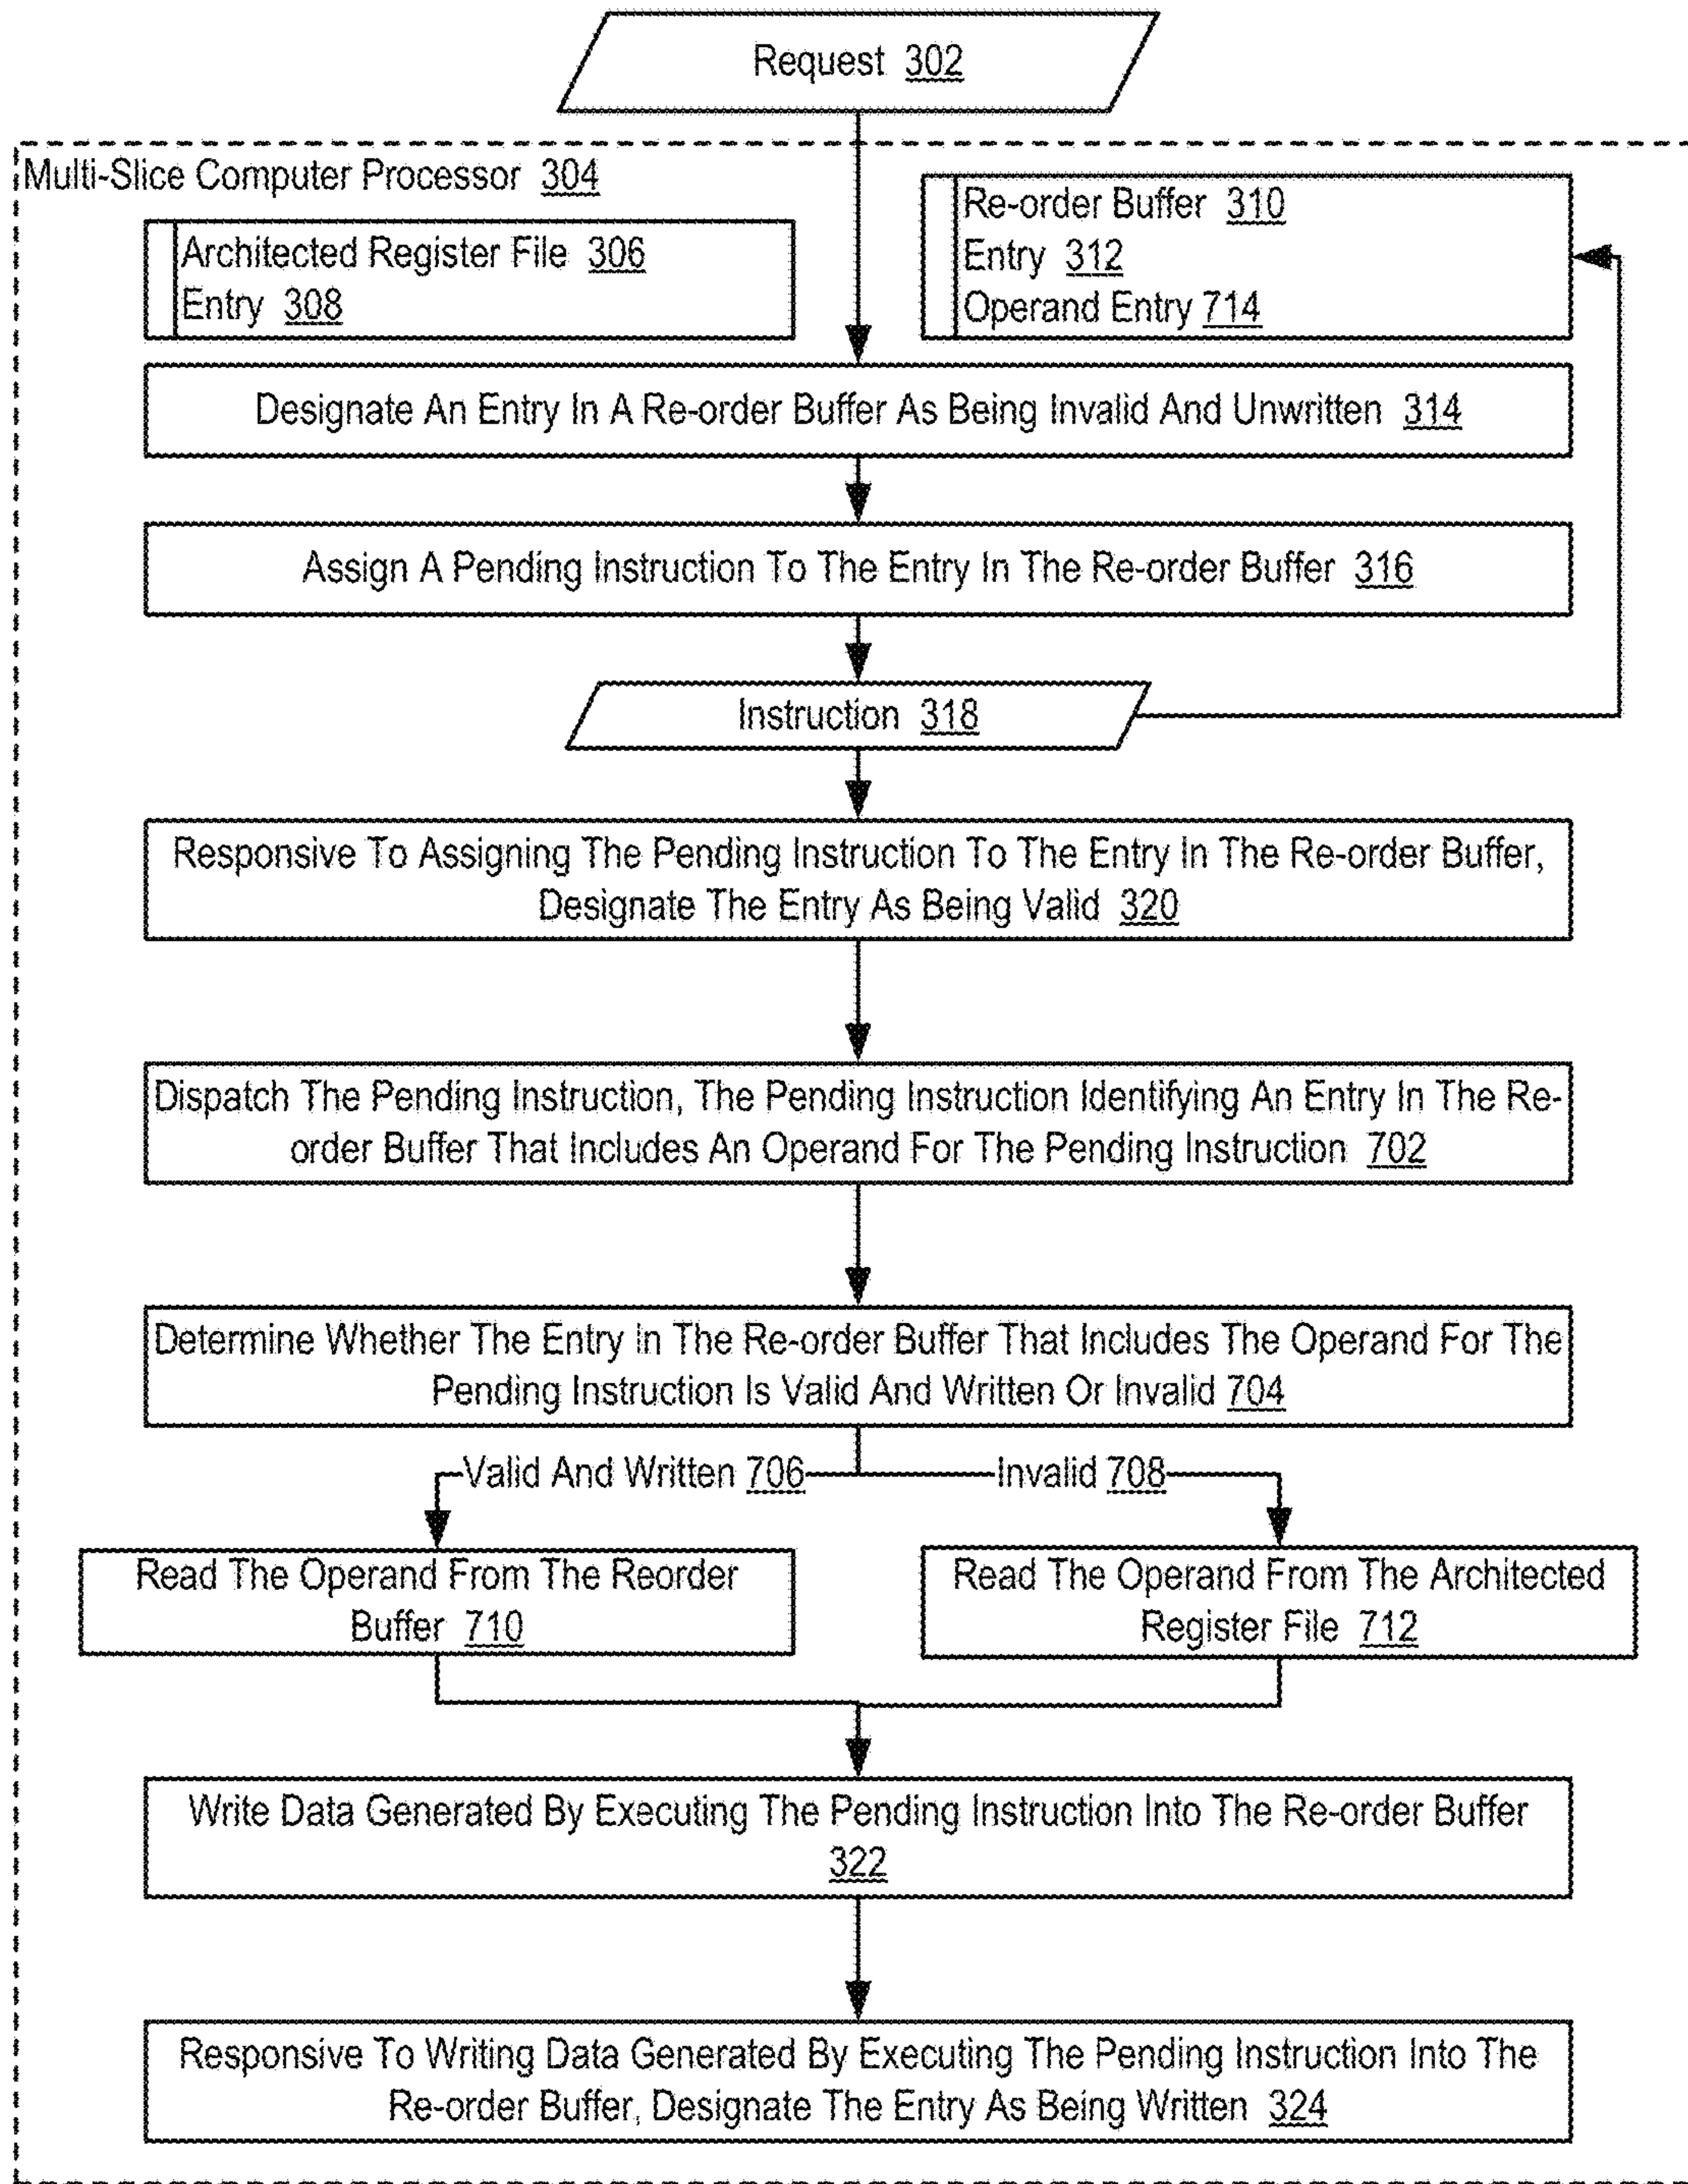 Request 302
Multi-Slice Computer Processor 304
Architected Register File 306
Entry 308
Re-order Buffer 310
Entry 312
Operand Entry 714
Designate An Entry In A Re-order Buffer As Being Invalid And Unwritten 314
Assign A Pending Instruction To The Entry In The Re-order Buffer 316
Instruction 318
Responsive To Assigning The Pending Instruction To The Entry In The Re-order Buffer,
Designate The Entry As Being Valid 320
Dispatch The Pending Instruction, The Pending Instruction Identifying An Entry In The Re-
order Buffer That Includes An Operand For The Pending Instruction 702
Determine Whether The Entry In The Re-order Buffer That Includes The Operand For The
Pending Instruction Is Valid And Written Or Invalid 704
Valid And Written 706
Invalid 708
Read The Operand From The Reorder
Buffer 710
Read The Operand From The Architected
Register File 712
Write Data Generated By Executing The Pending Instruction Into The Re-order Buffer
322
Responsive To Writing Data Generated By Executing The Pending Instruction Into The
Re-order Buffer, Designate The Entry As Being Written 324